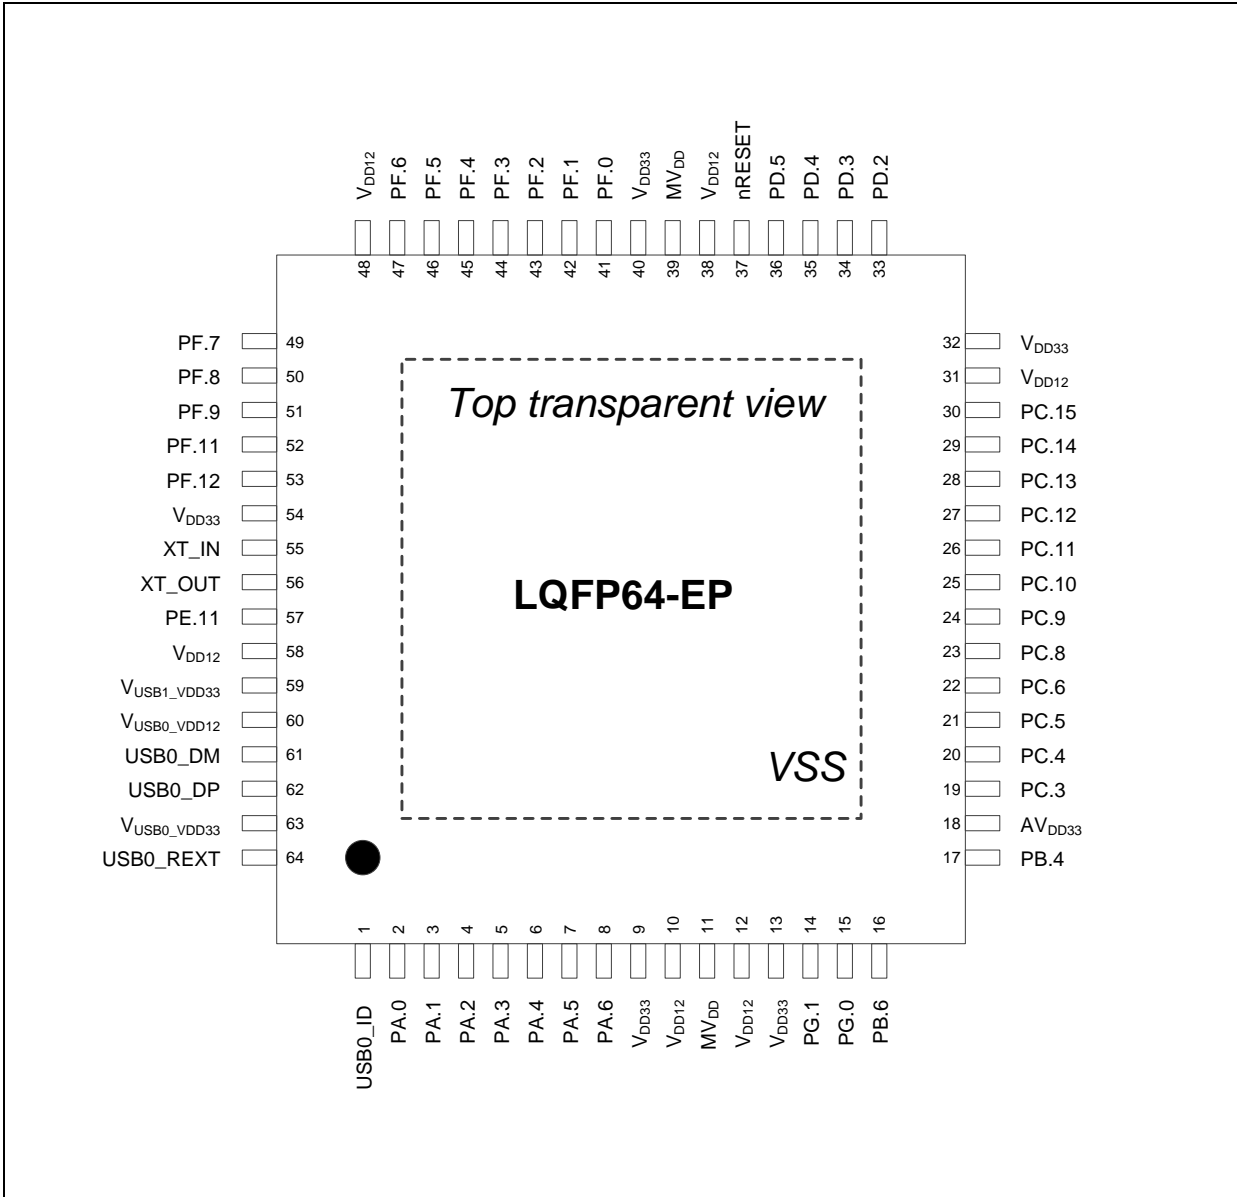 VDD12 PF.6 PF.5 PF.4 PF.3 PF.2 PF.1 PF.0 VDD33 MVDD VDD12 nRESET PD.5 PD.4 PD.3 PD.2
48 47 46 45 44 43 42 41 40 39 38 37 36 35 34 33
PF.7 49
PF.8 50
PF.9 51
PF.11 52
PF.12 53
VDD33 54
XT_IN 55
XT_OUT 56
PE.11 57
VDD12 58
VUSB1_VDD33 59
VUSB0_VDD12 60
USB0_DM 61
USB0_DP 62
VUSB0_VDD33 63
USB0_REXT 64
Top transparent view
LQFP64-EP
VSS
32 VDD33
31 VDD12
30 PC.15
29 PC.14
28 PC.13
27 PC.12
26 PC.11
25 PC.10
24 PC.9
23 PC.8
22 PC.6
21 PC.5
20 PC.4
19 PC.3
18 AVDD33
17 PB.4
1 2 3 4 5 6 7 8 9 10 11 12 13 14 15 16
USB0_ID PA.0 PA.1 PA.2 PA.3 PA.4 PA.5 PA.6 VDD33 VDD12 MVDD VDD12 VDD33 PG.1 PG.0 PB.6